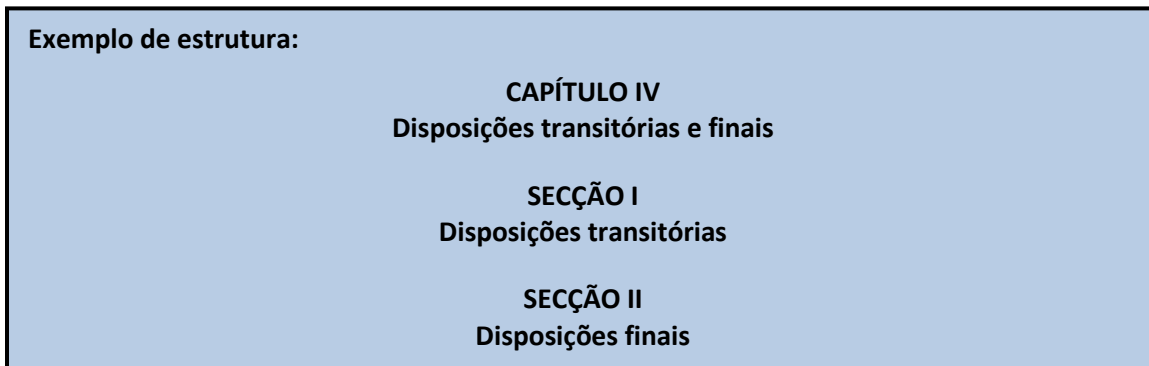 Exemplo de estrutura:
CAPÍTULO IV
Disposições transitórias e finais
SECÇÃO I
Disposições transitórias
SECÇÃO II
Disposições finais